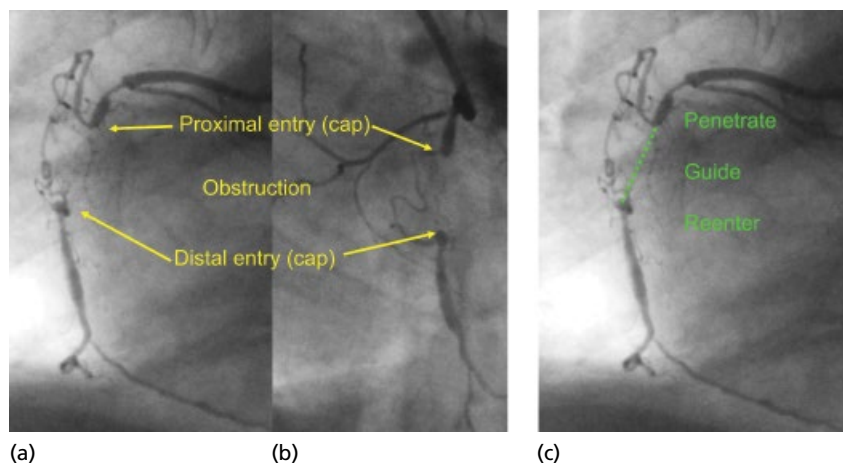 Proximal entry (cap)
Obstruction
Distal entry (cap)
Penetrate
Guide
Reenter
(a)
(b)
(c)